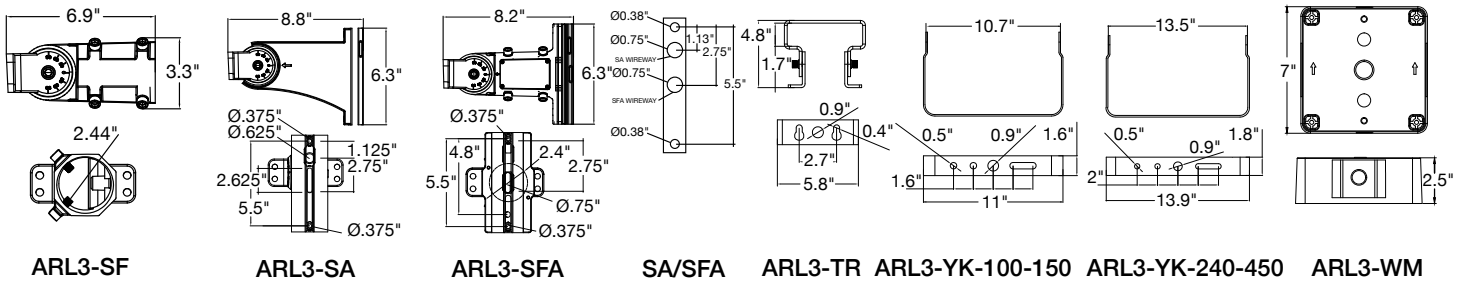 6.9"
3.3"
2.44"
ARL3-SF
8.8"
6.3"
Ø.375"
Ø.625"
1.125"
2.75"
2.625"
5.5"
Ø.375"
ARL3-SA
8.2"
6.3"
Ø.375"
4.8"
2.4"
2.75"
5.5"
Ø.75"
Ø.375"
ARL3-SFA
Ø0.38"
1.13"
Ø0.75"
2.75"
SA WIREWAY
Ø0.75"
5.5"
SFA WIREWAY
Ø0.38"
SA/SFA
4.8"
1.7"
0.9"
0.4"
2.7"
5.8"
ARL3-TR
10.7"
0.5"
0.9"
1.6"
1.6"
11"
ARL3-YK-100-150
13.5"
0.5"
0.9"
1.8"
2"
13.9"
ARL3-YK-240-450
7"
2.5"
ARL3-WM